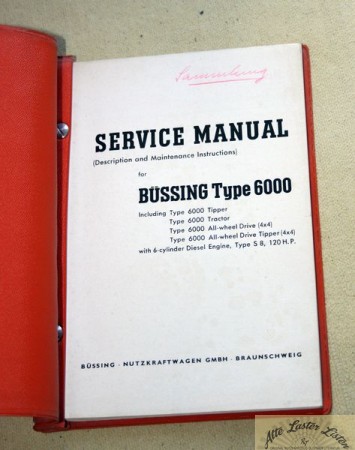 Sammlung
SERVICE MANUAL
(Description and Maintenance Instructions)
for
BÜSSING Type 6000
Including Type 6000 Tipper
Type 6000 Tractor
Type 6000 All-wheel Drive (4x4)
Type 6000 All-wheel Drive Tipper (4x4)
with 6-cylinder Diesel Engine, Type S 8, 120 H.P.
BÜSSING · NUTZKRAFTWAGEN GMBH · BRAUNSCHWEIG
Alte Laster Listen